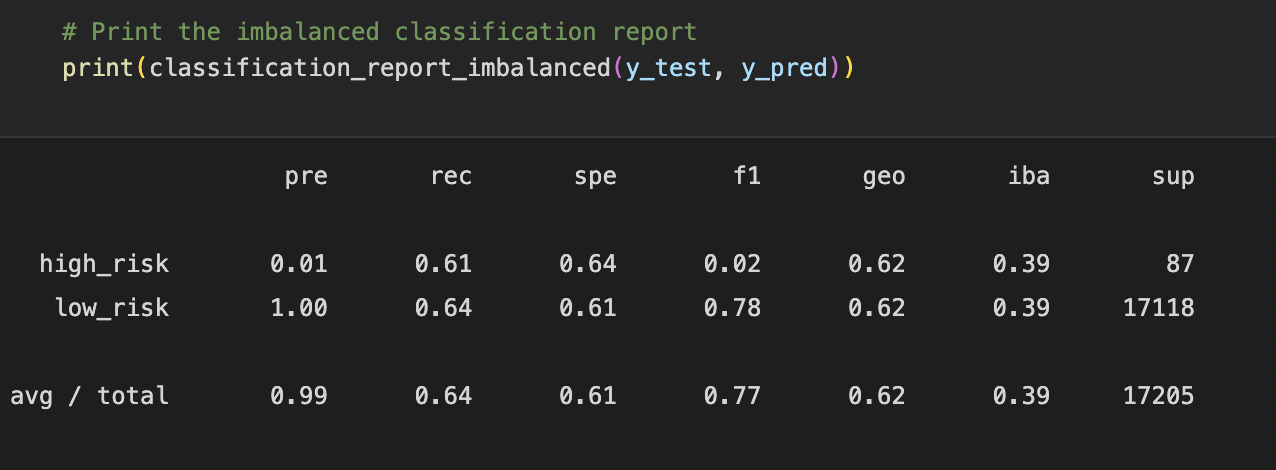 # Print the imbalanced classification report
print(classification_report_imbalanced(y_test, y_pred))
pre rec spe f1 geo iba sup
high_risk 0.01 0.61 0.64 0.02 0.62 0.39 87
low_risk 1.00 0.64 0.61 0.78 0.62 0.39 17118
avg / total 0.99 0.64 0.61 0.77 0.62 0.39 17205